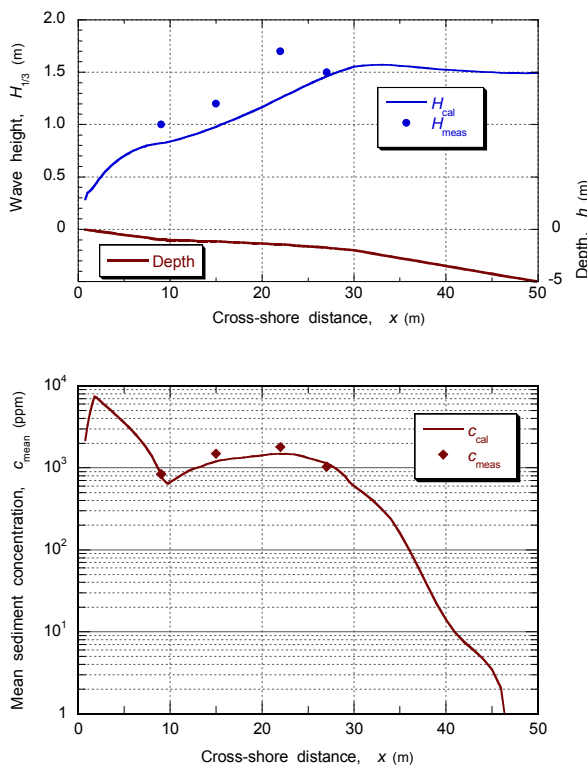 Wave height, H1/3 (m)
2.0
1.5
1.0
0.5
0
0.5
Hcal
Hmeas
Depth
0
-5
Depth, h (m)
0 10 20 30 40 50
Cross-shore distance, x (m)
Mean sediment concentration, cmean (ppm)
10^4
10^3
10^2
10^1
1
ccal
cmeas
0 10 20 30 40 50
Cross-shore distance, x (m)